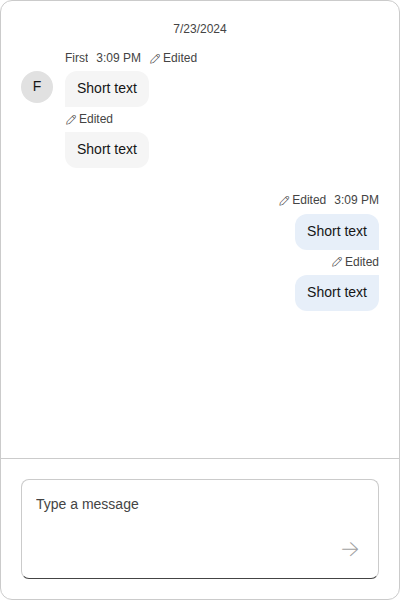 7/23/2024
First 3:09 PM Edited
F
Short text
Edited
Short text
Edited 3:09 PM
Short text
Edited
Short text
Type a message